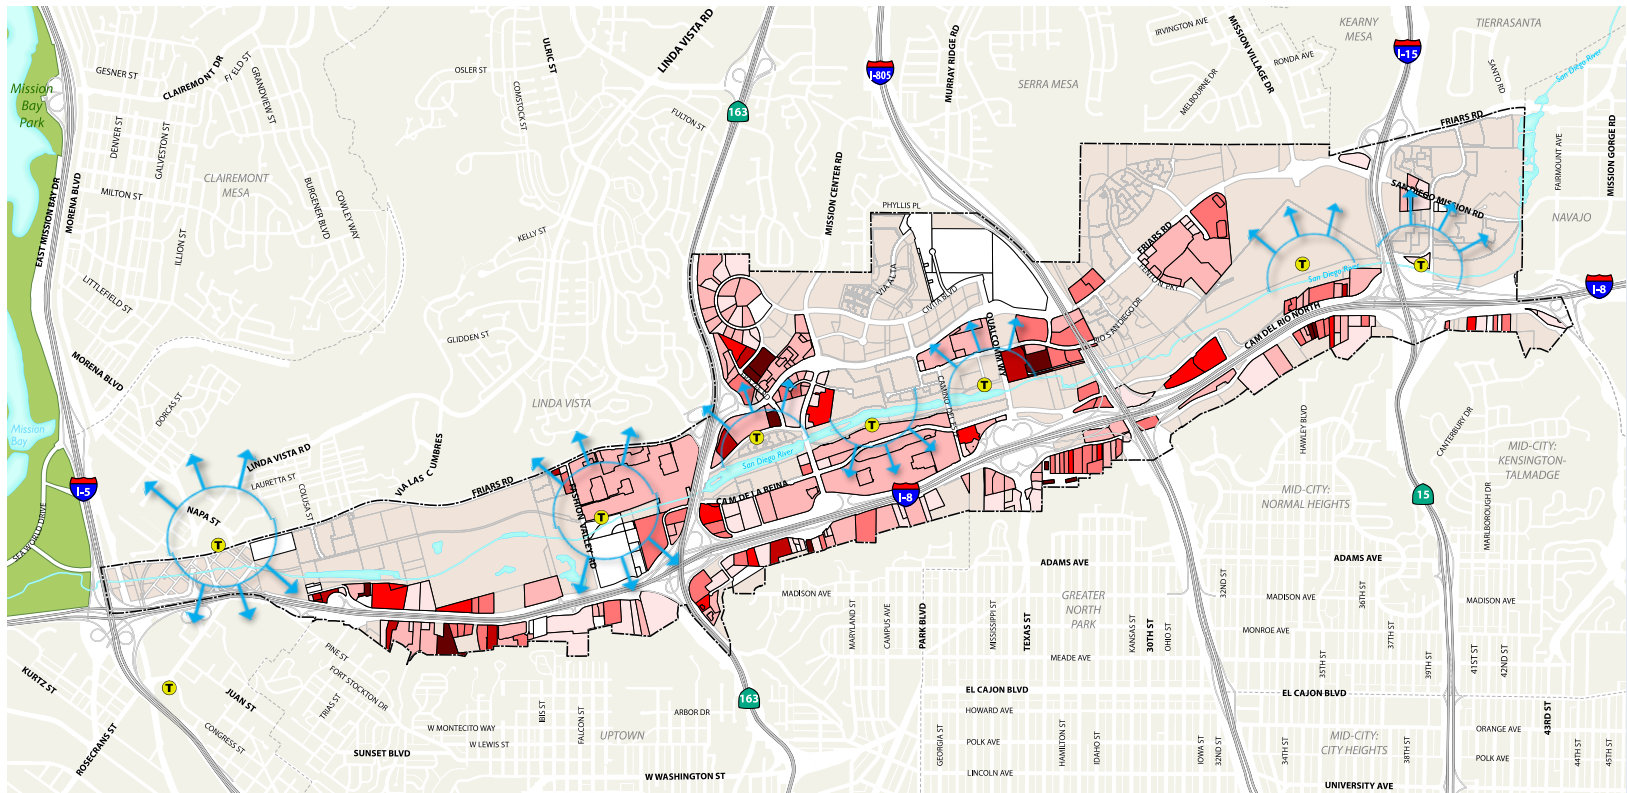 KEARNY
MESA
TIERRASANTA
IRVINGTON AVE
MISSION VILLAGE DR
LINDA VISTA RD
ULRIC ST
MURRAY RIDGE RD
I-805
I-15
RONDA AVE
San Diego River
GESNER ST
CLAIREMONT DR
FIELD ST
GRANDVIEW ST
OSLER ST
COMSTOCK ST
SERRA MESA
MELBOURNE DR
SANTO RD
Mission
Bay
Park
163
FULTON ST
FRIARS RD
DENVER ST
GALVESTON ST
MISSION CENTER RD
FAIRMOUNT AVE
MISSION GORGE RD
CLAIREMONT
MESA
BURGENER BLVD
COWLEY WAY
MILTON ST
EAST MISSION BAY DR
MORENA BLVD
ILLION ST
KELLY ST
PHYLLIS PL
SAN DIEGO MISSION RD
NAVAJO
FRIARS RD
VIA ALTA
CIVITA BLVD
San Diego River
T
T
I-8
LITTLEFIELD ST
GLIDDEN ST
QUALCOMM WY
RIO SAN DIEGO DR
CAM DEL RIO NORTH
MORENA BLVD
DORCAS ST
LINDA VISTA
T
T
T
San Diego River
Mission
Bay
LINDA VISTA RD
LAURETTA ST
COLUSA ST
VIA LAS CUMBRES
FRIARS RD
FASHION VALLEY RD
CAM DE LA REINA
I-8
I-5
HAWLEY BLVD
CANTERBURY DR
MID-CITY:
KENSINGTON-
TALMADGE
MID-CITY:
NORMAL HEIGHTS
15
MARLBOROUGH DR
NAPA ST
T
T
SEA WORLD DRIVE
ADAMS AVE
ADAMS AVE
MADISON AVE
GREATER
NORTH
PARK
MADISON AVE
MADISON AVE
32ND ST
36TH ST
MARYLAND ST
CAMPUS AVE
PARK BLVD
MISSISSIPPI ST
TEXAS ST
KANSAS ST
30TH ST
OHIO ST
MONROE AVE
37TH ST
MEADE AVE
35TH ST
39TH ST
41ST ST
42ND ST
PINE ST
FORT STOCKTON DR
KURTZ ST
T
JUAN ST
TRIAS ST
163
EL CAJON BLVD
EL CAJON BLVD
IBIS ST
FALCON ST
ARBOR DR
HOWARD AVE
43RD ST
CONGRESS ST
W MONTECITO WAY
W LEWIS ST
UPTOWN
GEORGIA ST
POLK AVE
HAMILTON ST
IDAHO ST
IOWA ST
32ND ST
34TH ST
MID-CITY:
CITY HEIGHTS
38TH ST
ORANGE AVE
POLK AVE
44TH ST
45TH ST
ROSECRANS ST
SUNSET BLVD
W WASHINGTON ST
LINCOLN AVE
UNIVERSITY AVE